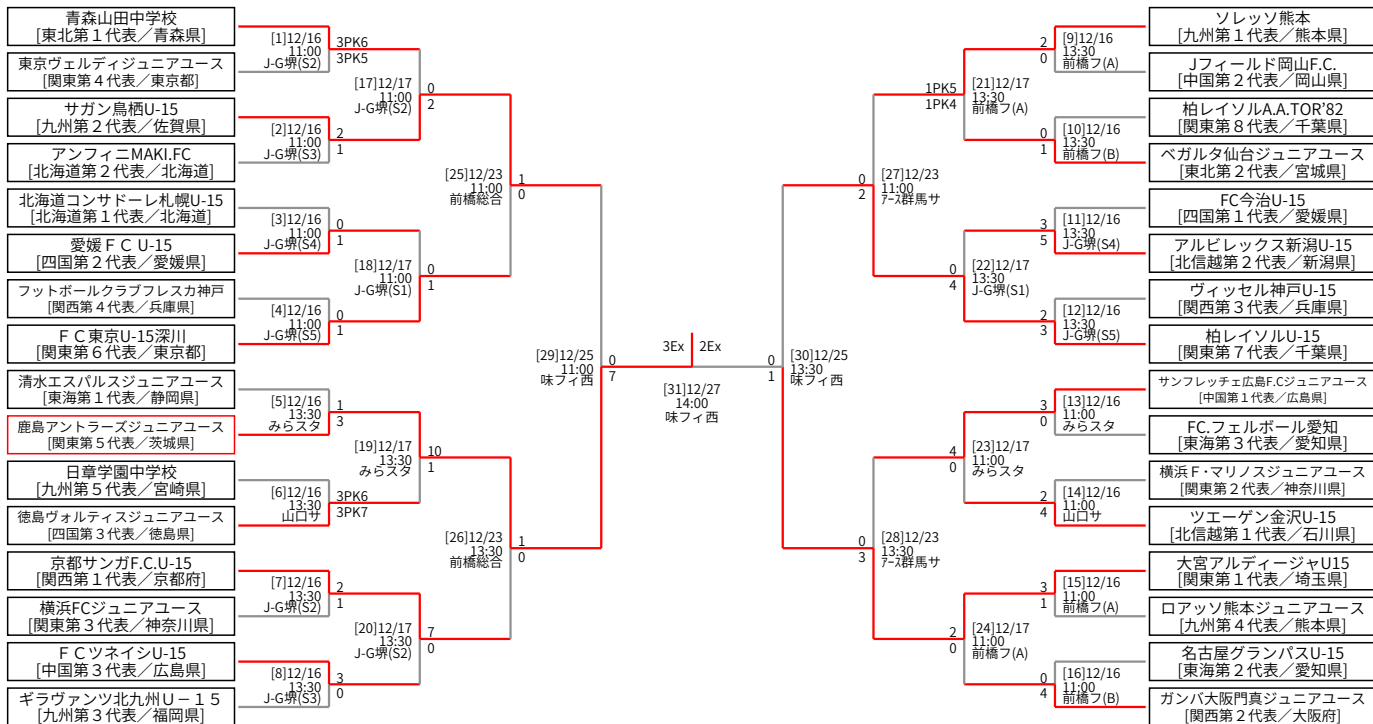 青森山田中学校
[東北第１代表／青森県]
東京ヴェルディジュニアユース
[関東第４代表／東京都]
サガン鳥栖U-15
[九州第２代表／佐賀県]
アンフィニMAKI.FC
[北海道第２代表／北海道]
北海道コンサドーレ札幌U-15
[北海道第１代表／北海道]
愛媛ＦＣ U-15
[四国第２代表／愛媛県]
フットボールクラブフレスカ神戸
[関西第４代表／兵庫県]
ＦＣ東京U-15深川
[関東第６代表／東京都]
清水エスパルスジュニアユース
[東海第１代表／静岡県]
鹿島アントラーズジュニアユース
[関東第５代表／茨城県]
日章学園中学校
[九州第５代表／宮崎県]
徳島ヴォルティスジュニアユース
[四国第３代表／徳島県]
京都サンガF.C.U-15
[関西第１代表／京都府]
横浜FCジュニアユース
[関東第３代表／神奈川県]
ＦＣツネイシU-15
[中国第３代表／広島県]
ギラヴァンツ北九州Ｕ－１５
[九州第３代表／福岡県]
[1]12/16
11:00
J-G堺(S2)
3PK6
3PK5
[2]12/16
11:00
J-G堺(S3)
2
1
[3]12/16
11:00
J-G堺(S4)
0
1
[4]12/16
11:00
J-G堺(S5)
0
1
[5]12/16
13:30
みらスタ
1
3
[6]12/16
13:30
山口サ
3PK6
3PK7
[7]12/16
13:30
J-G堺(S2)
2
1
[8]12/16
13:30
J-G堺(S3)
3
0
[17]12/17
11:00
J-G堺(S2)
0
2
[18]12/17
11:00
J-G堺(S1)
0
1
[19]12/17
13:30
みらスタ
10
1
[20]12/17
13:30
J-G堺(S2)
7
0
[25]12/23
11:00
前橋総合
1
0
[26]12/23
13:30
前橋総合
1
0
[29]12/25
11:00
味フィ西
0
7
3Ex
2Ex
[31]12/27
14:00
味フィ西
0
1
[30]12/25
13:30
味フィ西
0
2
[27]12/23
11:00
ｱｰｽ群馬サ
0
3
[28]12/23
13:30
ｱｰｽ群馬サ
1PK5
1PK4
[21]12/17
13:30
前橋フ(A)
0
4
[22]12/17
13:30
J-G堺(S1)
4
0
[23]12/17
11:00
みらスタ
2
0
[24]12/17
11:00
前橋フ(A)
2
0
[9]12/16
13:30
前橋フ(A)
0
1
[10]12/16
13:30
前橋フ(B)
3
5
[11]12/16
13:30
J-G堺(S4)
2
3
[12]12/16
13:30
J-G堺(S5)
3
0
[13]12/16
11:00
みらスタ
2
4
[14]12/16
11:00
山口サ
3
1
[15]12/16
11:00
前橋フ(A)
0
4
[16]12/16
11:00
前橋フ(B)
ソレッソ熊本
[九州第１代表／熊本県]
Jフィールド岡山F.C.
[中国第２代表／岡山県]
柏レイソルA.A.TOR’82
[関東第８代表／千葉県]
ベガルタ仙台ジュニアユース
[東北第２代表／宮城県]
FC今治U-15
[四国第１代表／愛媛県]
アルビレックス新潟U-15
[北信越第２代表／新潟県]
ヴィッセル神戸U-15
[関西第３代表／兵庫県]
柏レイソルU-15
[関東第７代表／千葉県]
サンフレッチェ広島F.Cジュニアユース
[中国第１代表／広島県]
FC.フェルボール愛知
[東海第３代表／愛知県]
横浜Ｆ･マリノスジュニアユース
[関東第２代表／神奈川県]
ツエーゲン金沢U-15
[北信越第１代表／石川県]
大宮アルディージャU15
[関東第１代表／埼玉県]
ロアッソ熊本ジュニアユース
[九州第４代表／熊本県]
名古屋グランパスU-15
[東海第２代表／愛知県]
ガンバ大阪門真ジュニアユース
[関西第２代表／大阪府]